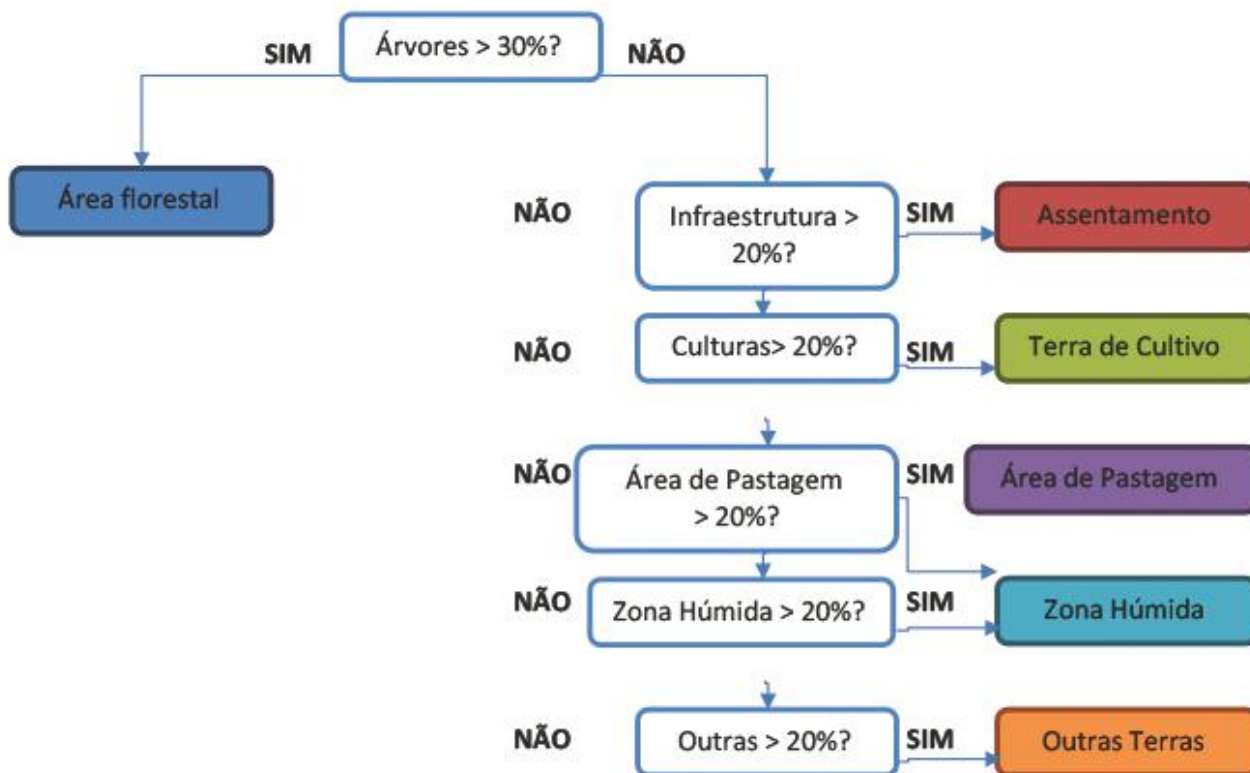 SIM
Árvores > 30%?
NÃO
Área florestal
NÃO
Infraestrutura >
20%?
SIM
Assentamento
NÃO
Culturas> 20%?
SIM
Terra de Cultivo
NÃO
Área de Pastagem
> 20%?
SIM
Área de Pastagem
NÃO
Zona Húmida > 20%?
SIM
Zona Húmida
NÃO
Outras > 20%?
SIM
Outras Terras